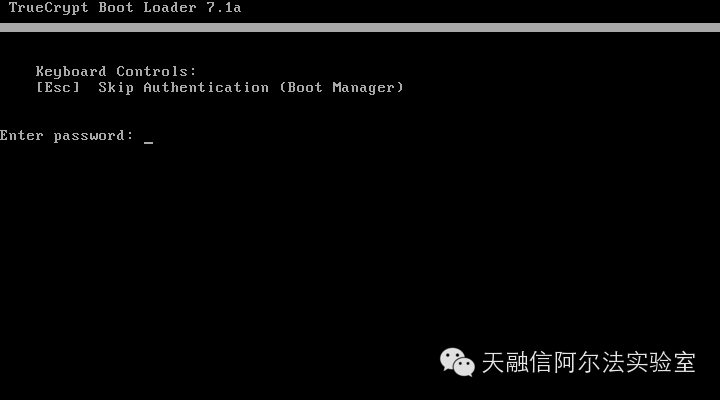 TrueCrypt Boot Loader 7.1a
Keyboard Controls:
[Esc]  Skip Authentication (Boot Manager)
Enter password: _
天融信阿尔法实验室